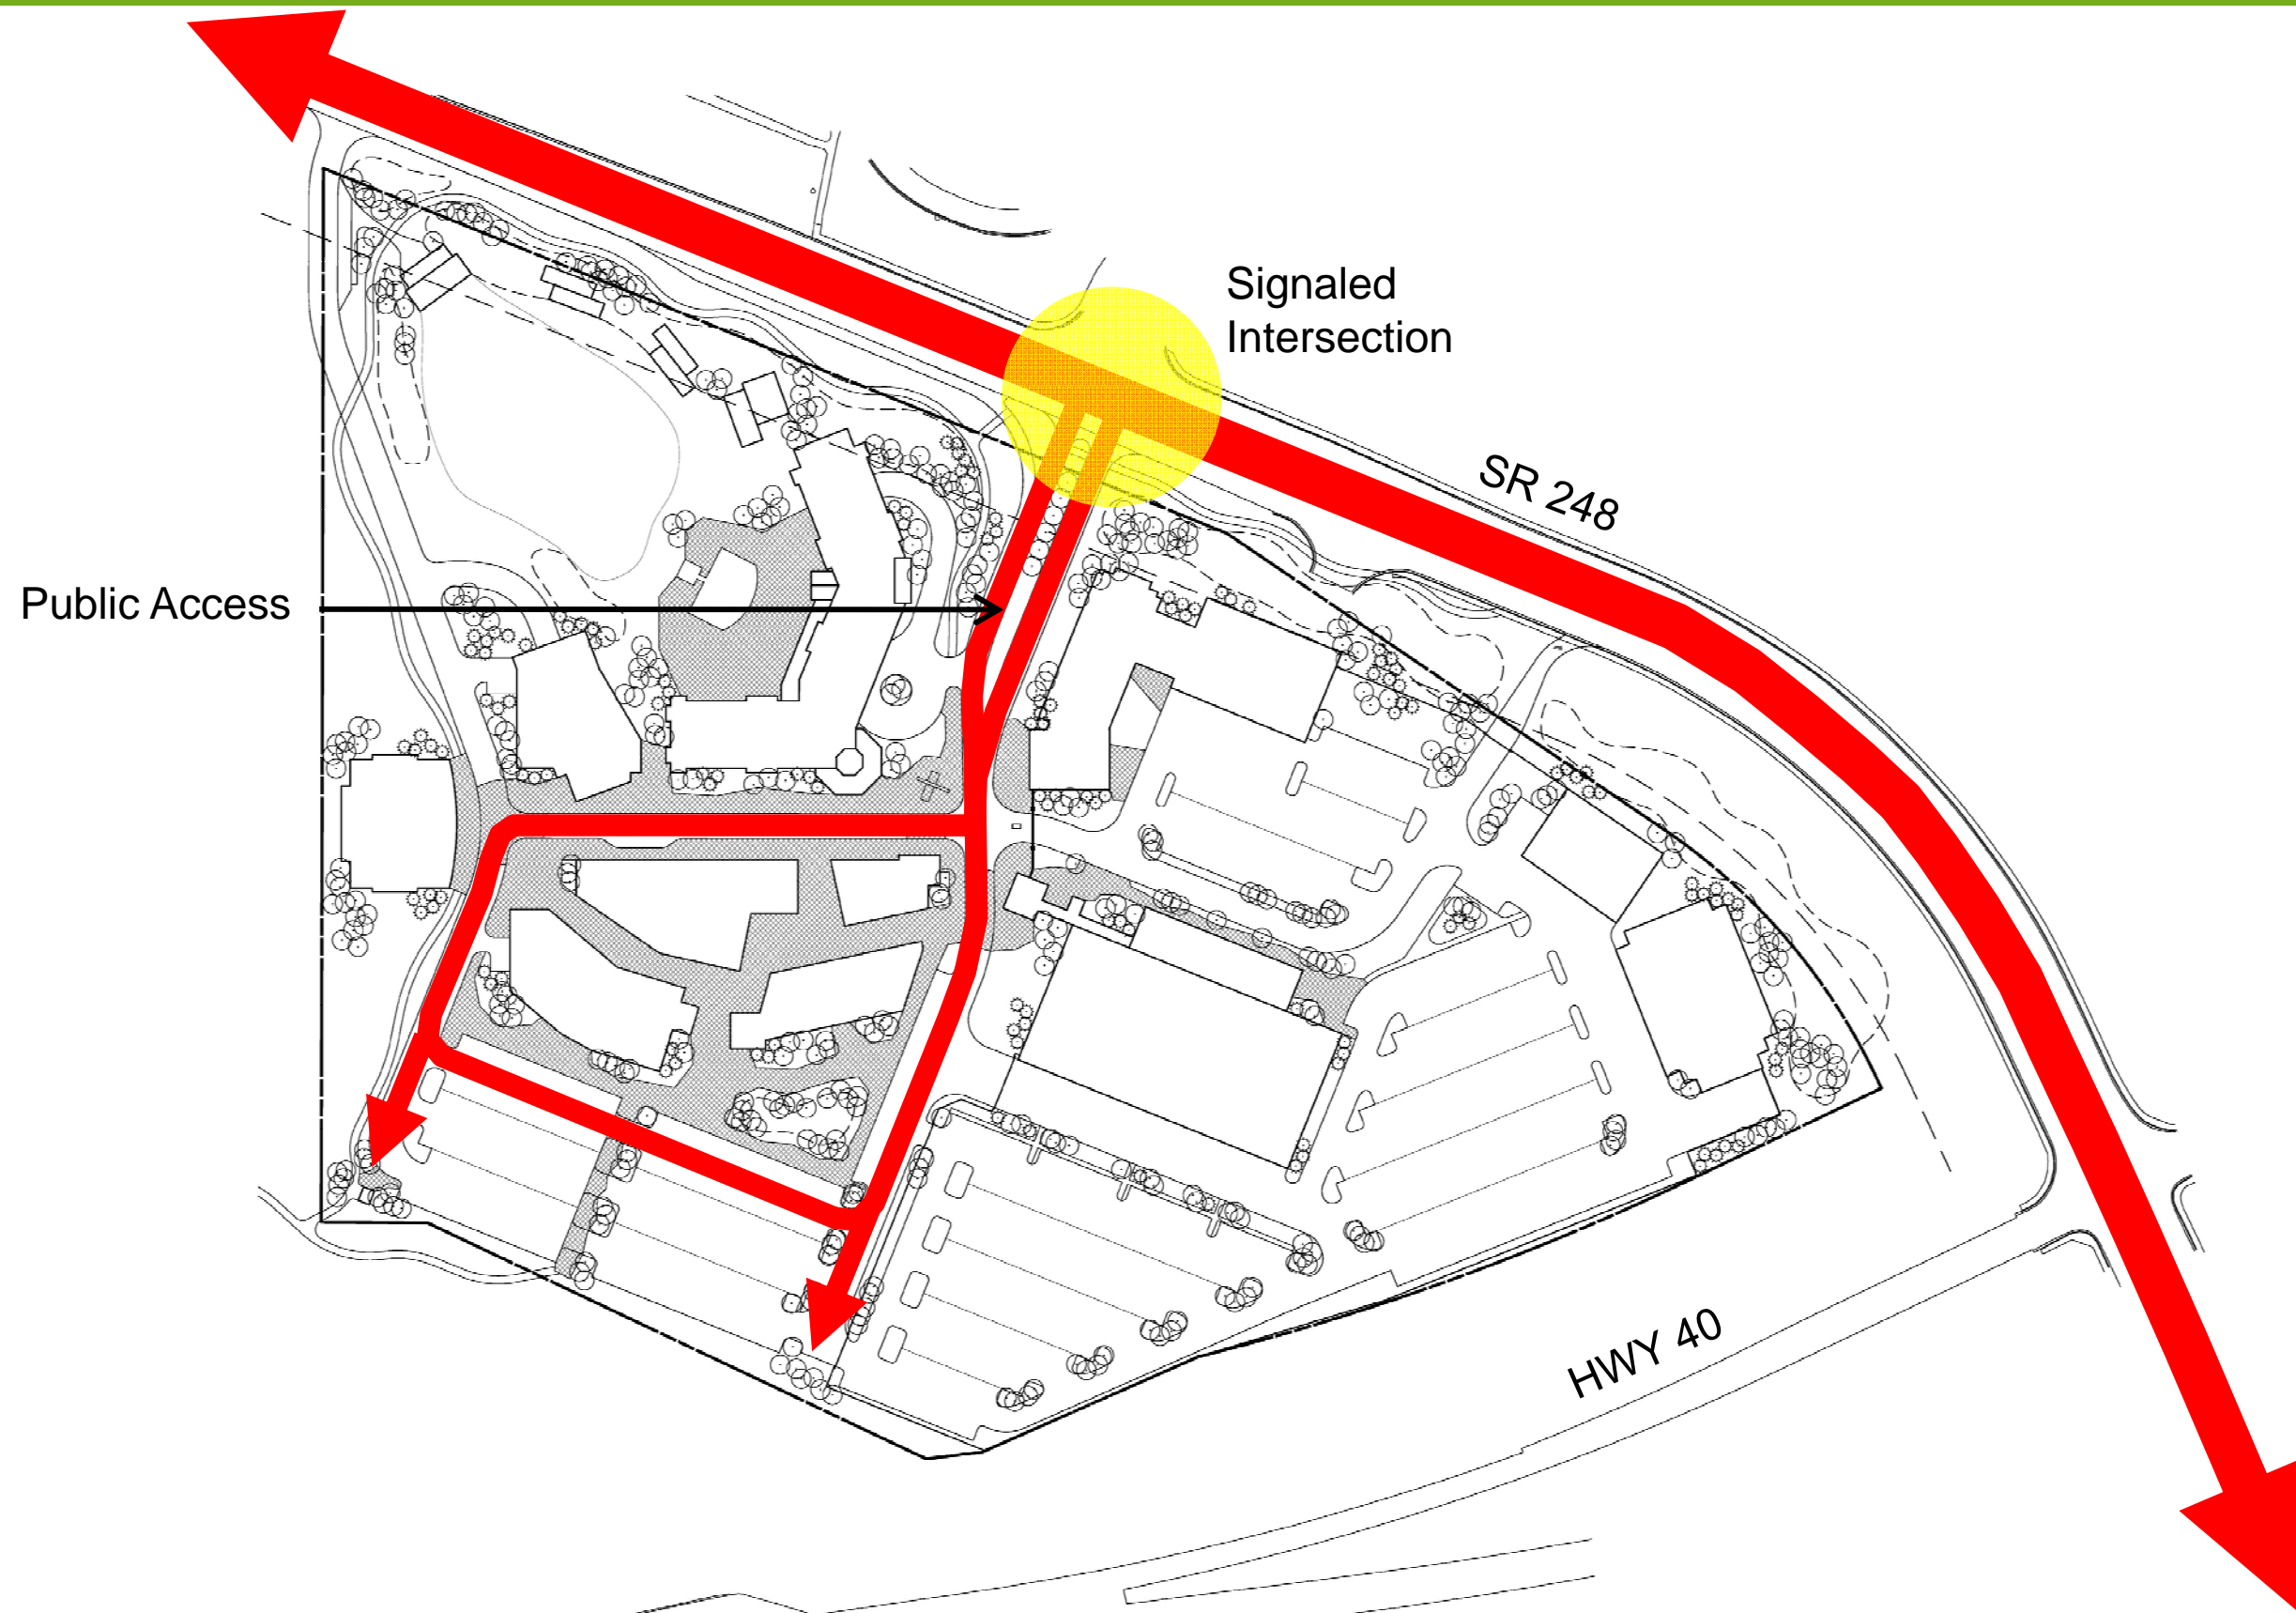 Signaled
Intersection
SR 248
Public Access
HWY 40